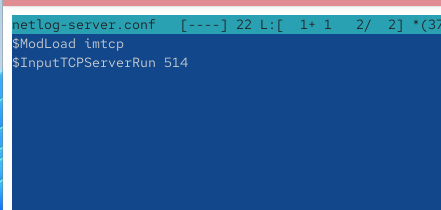 netlog-server.conf [----] 22 L:[ 1+ 1 2/ 2] *(37
$ModLoad imtcp
$InputTCPServerRun 514